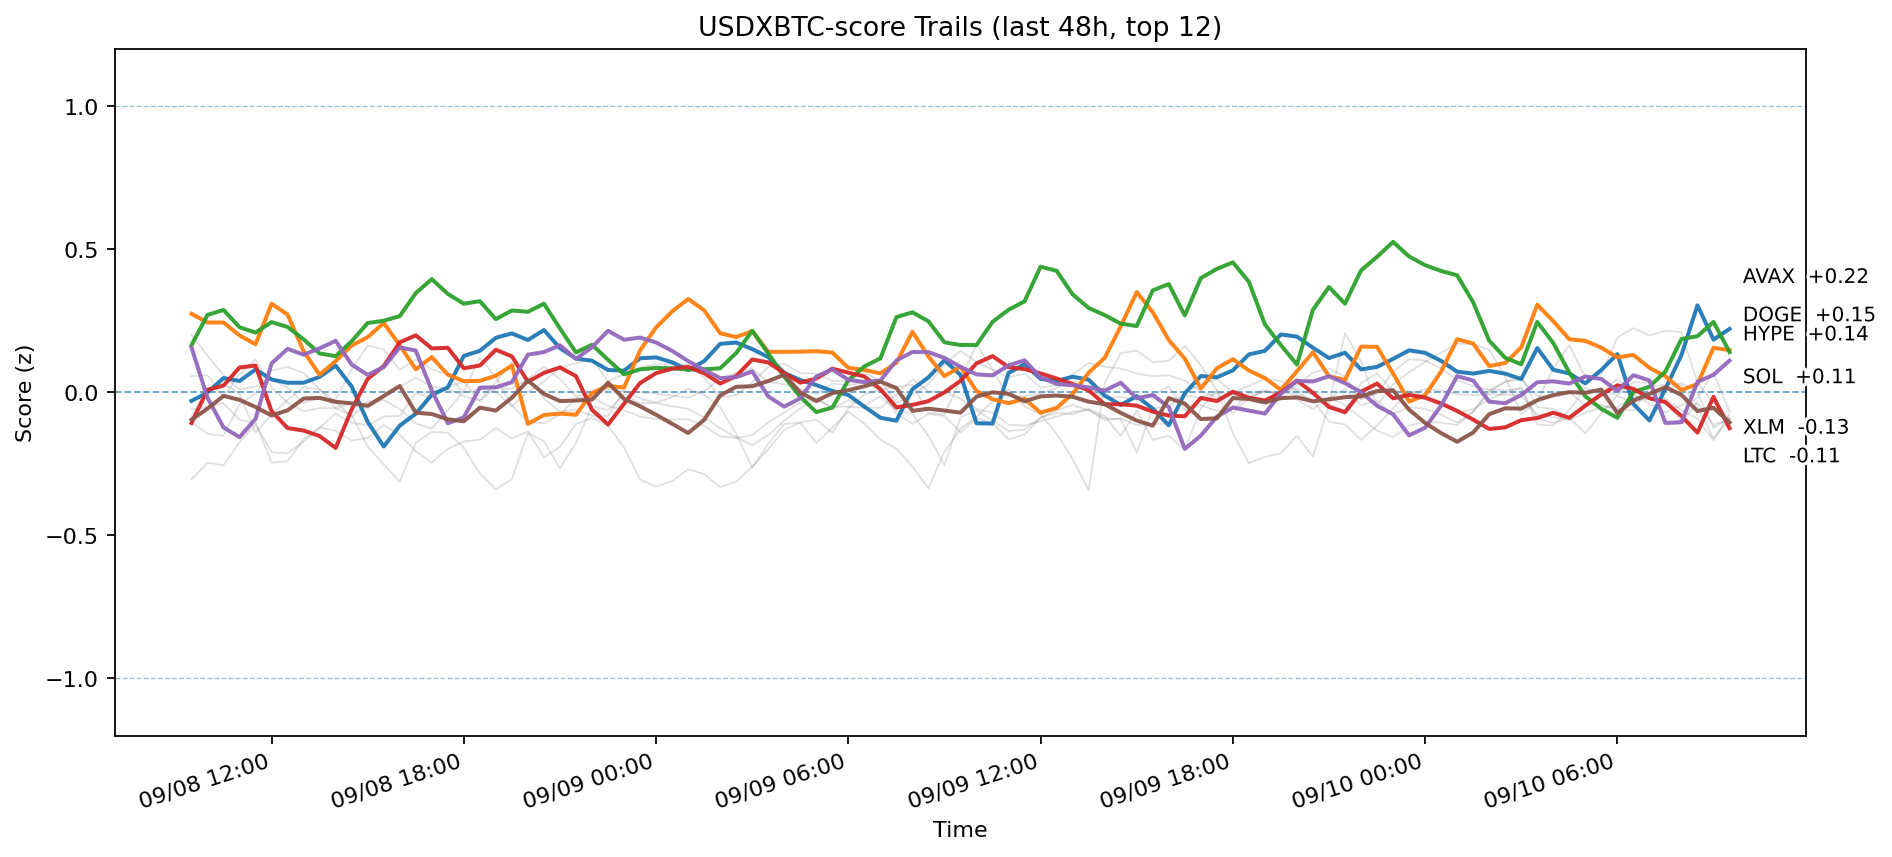 USDXBTC-score Trails (last 48h, top 12)
1.0
0.5
0.0
−0.5
−1.0
Score (z)
AVAX +0.22
DOGE +0.15
HYPE +0.14
SOL +0.11
XLM -0.13
LTC -0.11
09/08 12:00
09/08 18:00
09/09 00:00
09/09 06:00
09/09 12:00
09/09 18:00
09/10 00:00
09/10 06:00
Time